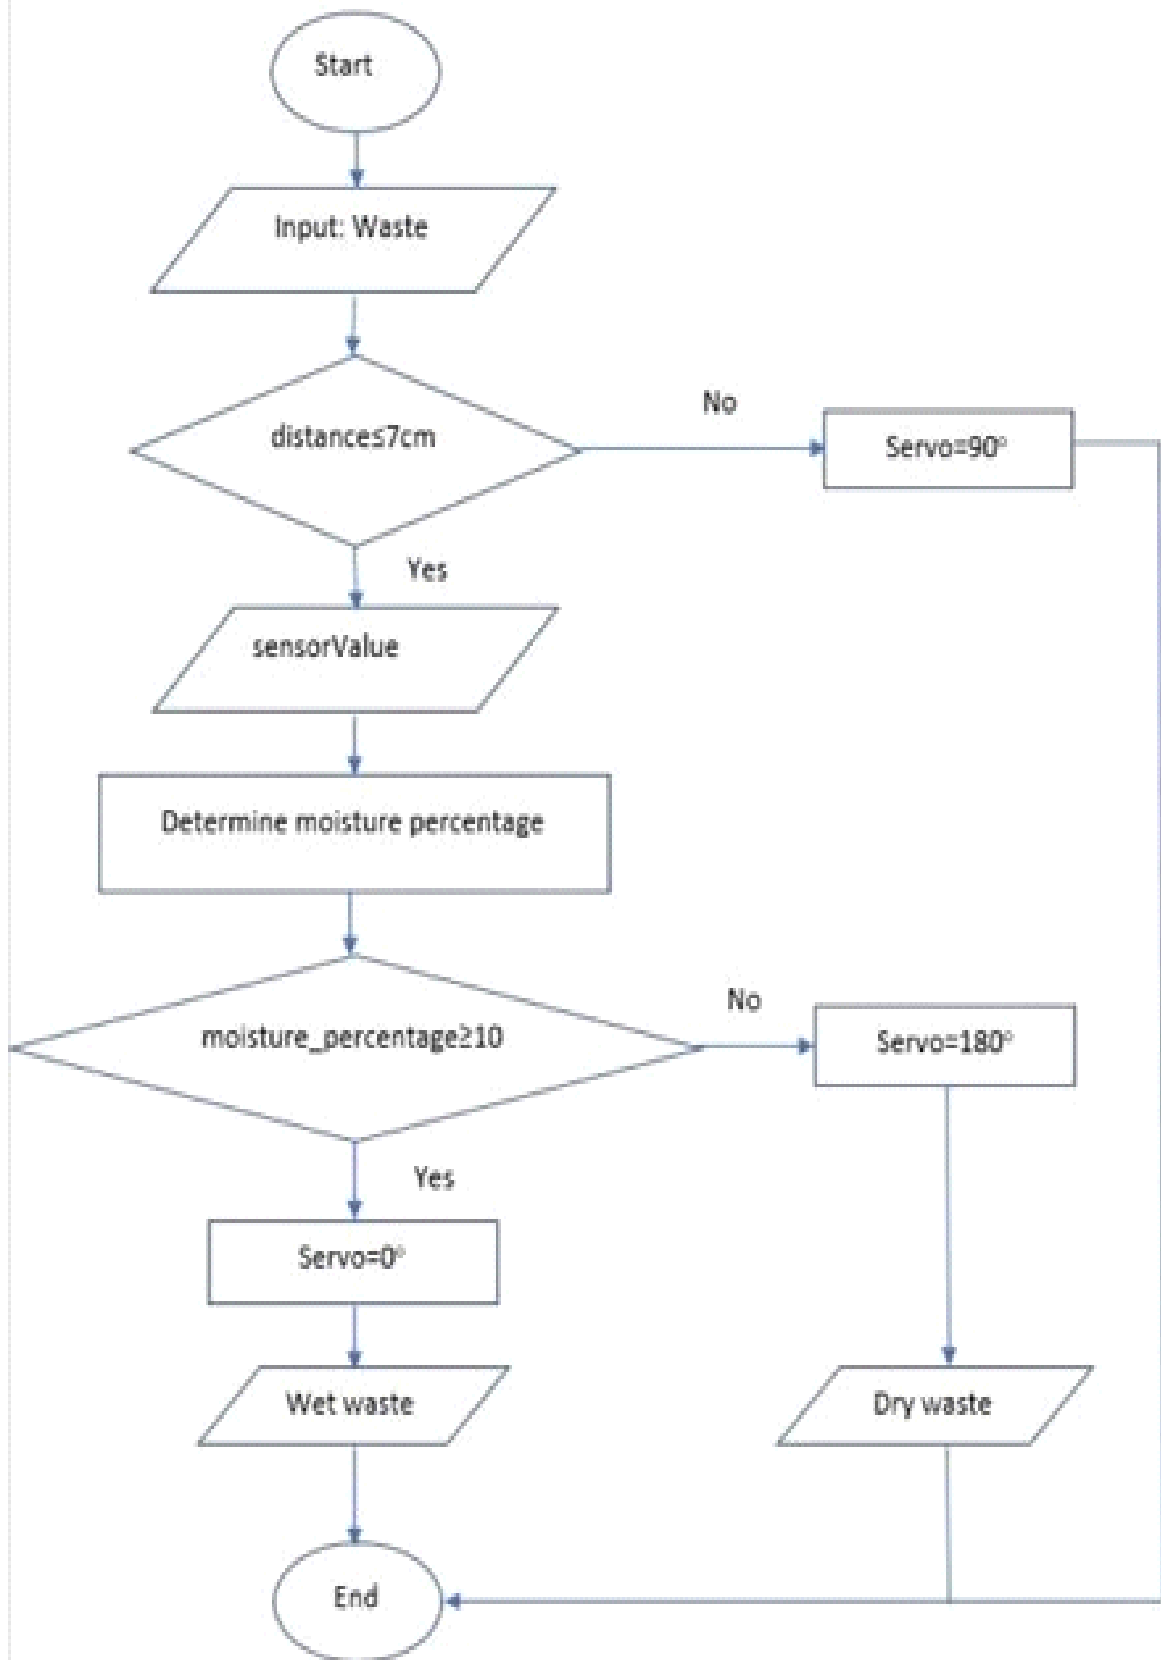 Start
Input: Waste
distance≤7cm
No
Servo=90°
Yes
sensorValue
Determine moisture percentage
moisture_percentage≥10
No
Servo=180°
Yes
Servo=0°
Wet waste
Dry waste
End